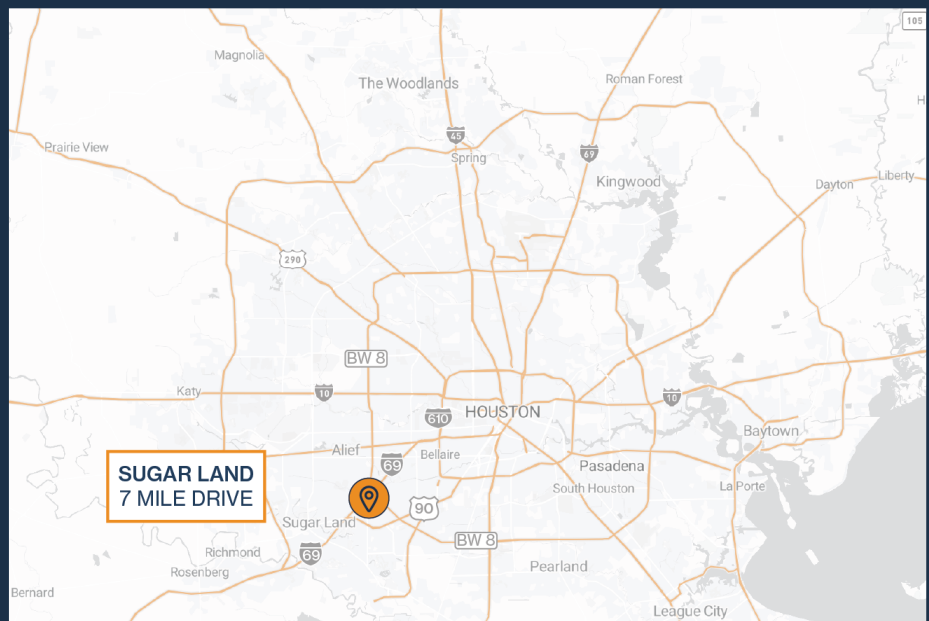 105
Magnolia
The Woodlands
Roman Forest
45
69
Prairie View
Spring
Kingwood
Dayton
Liberty
290
BW 8
Katy
10
10
610
HOUSTON
Baytown
Alief
69
Bellaire
Pasadena
SUGAR LAND
7 MILE DRIVE
South Houston
La Porte
90
Sugar Land
BW 8
Richmond
69
Rosenberg
Pearland
Bernard
League City